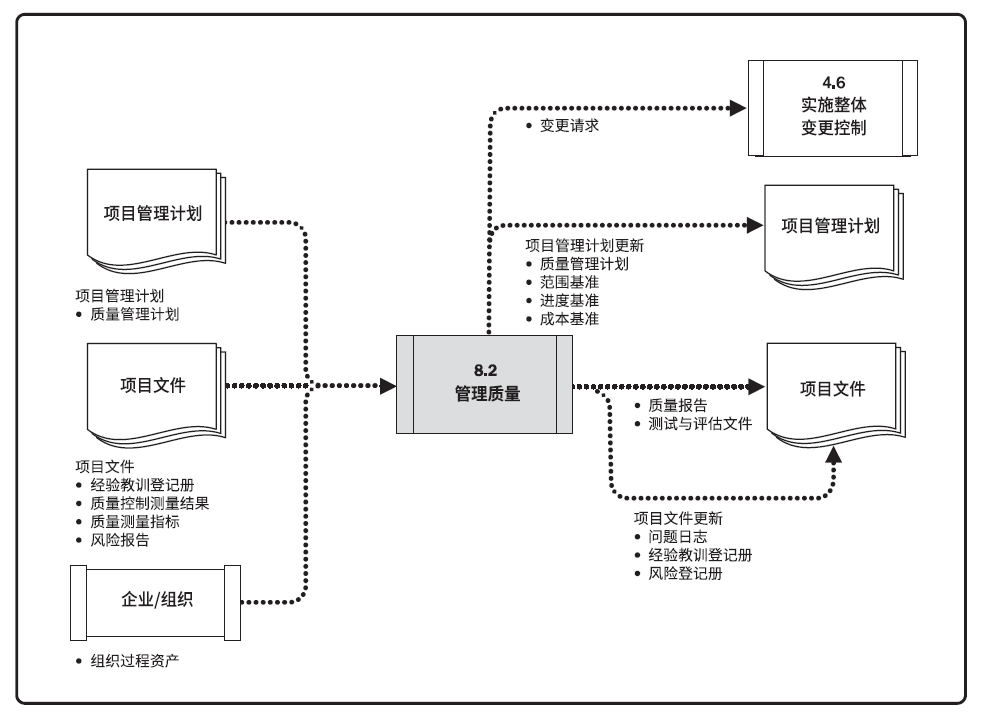 4.6
实施整体
变更控制
• 变更请求
项目管理计划
项目管理计划
• 质量管理计划
项目管理计划
项目管理计划更新
• 质量管理计划
• 范围基准
• 进度基准
• 成本基准
项目文件
项目文件
• 经验教训登记册
• 质量控制测量结果
• 质量测量指标
• 风险报告
8.2
管理质量
项目文件
• 质量报告
• 测试与评估文件
项目文件更新
• 问题日志
• 经验教训登记册
• 风险登记册
企业/组织
• 组织过程资产